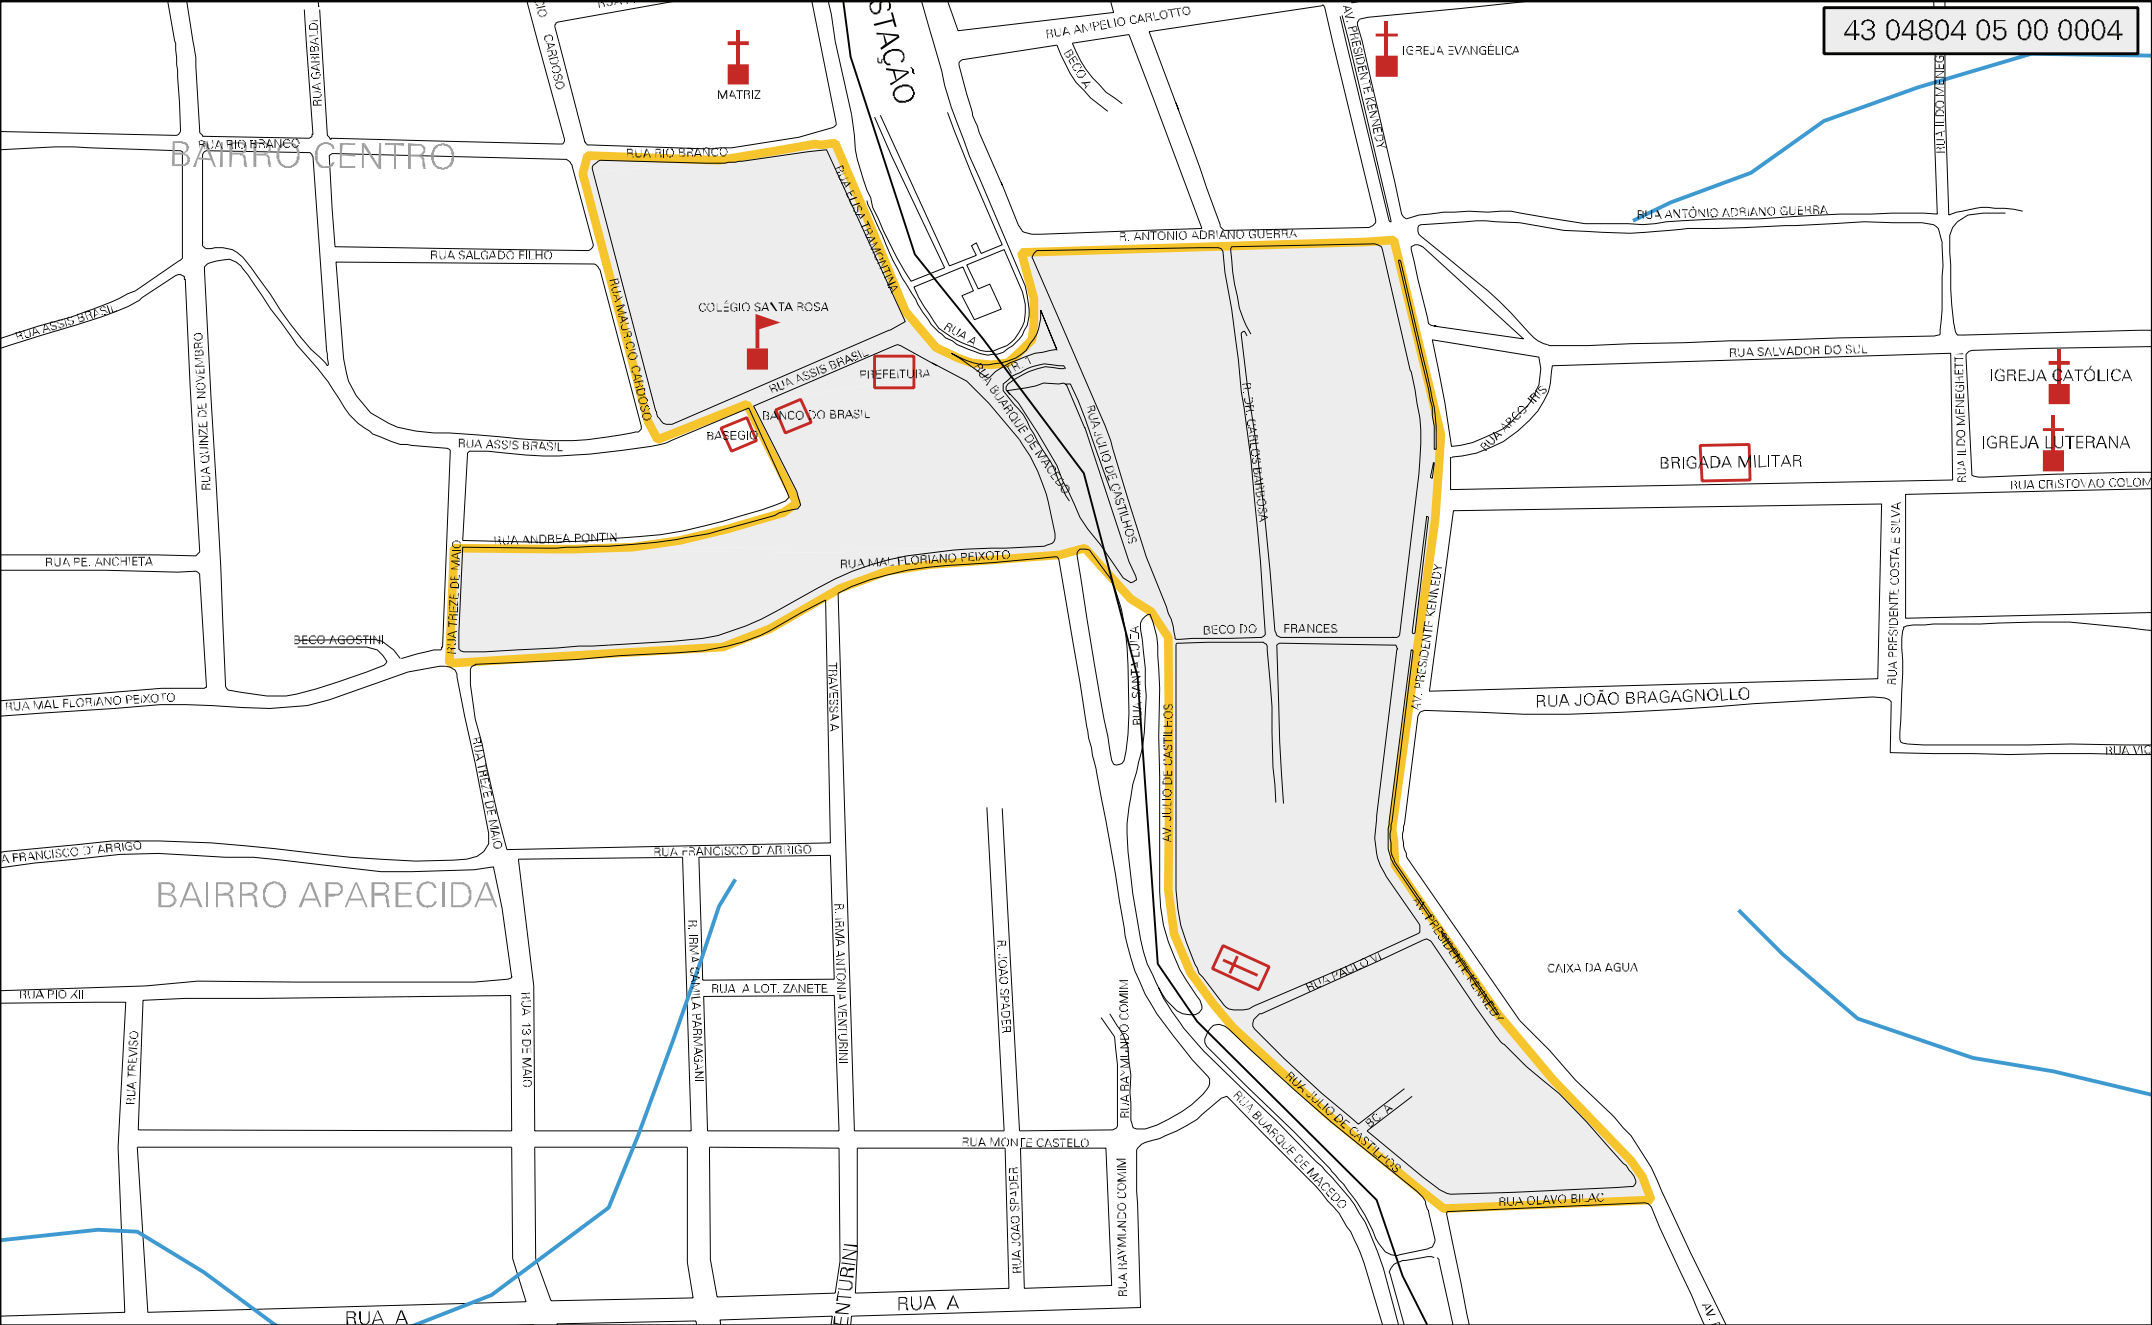 43 04804 05 00 0004
STAÇÃO
RUA GARIBALDI
CARDOSO
MATRIZ
RUA AMPELIO CARLOTTO
BECO A
AV. PRESIDENTE KENNEDY
IGREJA EVANGÉLICA
RUA RIO BRANCO
BAIRRO CENTRO
RUA RIO BRANCO
RUA ELISA TRAMONTINA
RUA ANTÔNIO ADRIANO GUERRA
R. ANTONIO ADRIANO GUERRA
RUA SALGADO FILHO
RUA MAURICIO CARDOSO
COLÉGIO SANTA ROSA
RUA ASSIS BRASIL
RUA A
R. 1
RUA ASSIS BRASIL
PREFEITURA
RUA SALVADOR DO SUL
RUA ILDO MENEGHETTI
IGREJA CATÓLICA
RUA QUINZE DE NOVEMBRO
RUA BUARQUE DE MACEDO
RUA JULIO DE CASTILHOS
R. DR. CARLOS BARBOSA
RUA ARCO-IRIS
BANCO DO BRASIL
BASEGIO
RUA ASSIS BRASIL
IGREJA LUTERANA
BRIGADA MILITAR
RUA CRISTOVAO COLOM
RUA ANDREA PONTIN
RUA PE. ANCHIETA
RUA TREZE DE MAIO
RUA MAL FLORIANO PEIXOTO
RUA PRESIDENTE COSTA E SILVA
AV. PRESIDENTE KENNEDY
BECO DO FRANCES
BECO AGOSTINI
RUA SANTA LUIFA
TRAVESSA A
RUA MAL FLORIANO PEIXOTO
RUA JOÃO BRAGAGNOLLO
AV. JULIO DE CASTILHOS
RUA TREZE DE MAIO
RUA VIC
A FRANCISCO D' ARRIGO
RUA FRANCISCO D' ARRIGO
BAIRRO APARECIDA
R. IRMA CAMILA PARMAGANI
R. IRMA ANTONIA VENTURINI
R. JOAO SPADER
AV. PRESIDENTE KENNEDY
CAIXA DA AGUA
RUA PAULO VI
RUA PIO XII
RUA A LOT. ZANETE
RUA 13 DE MAIO
RUA RAYMUNDO COMIM
RUA TREVISO
RUA JULIO DE CASTILHOS
BC. A
RUA BUARQUE DE MACEDO
RUA MONTE CASTELO
RUA JOAO SPADER
RUA RAYMUNDO COMIM
RUA OLAVO BILAC
ENTURINI
RUA A
RUA A